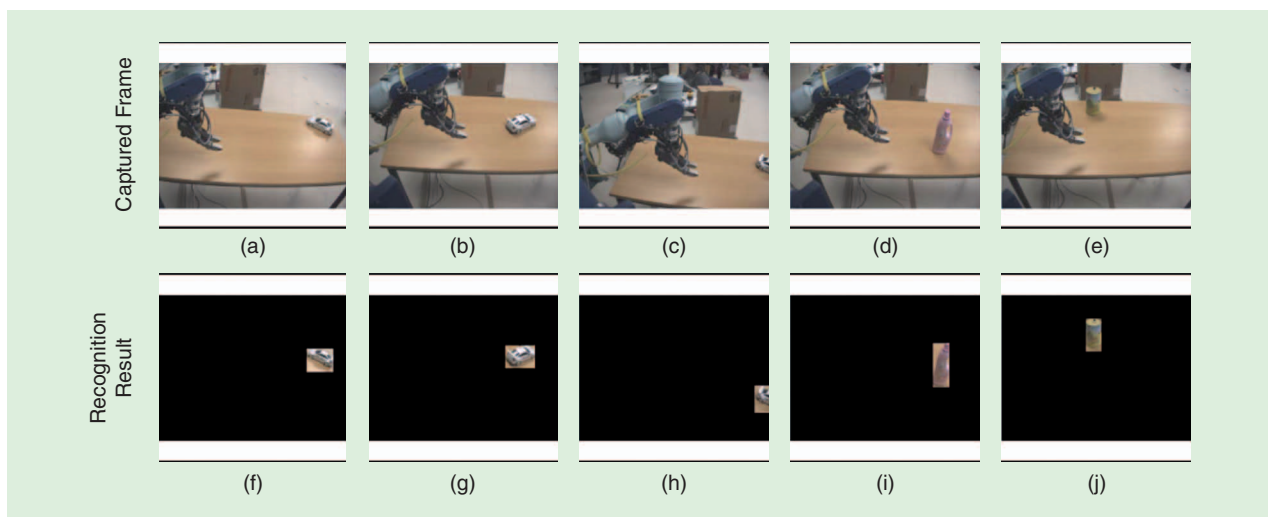 Captured Frame
(a) (b) (c) (d) (e)
Recognition
Result
(f) (g) (h) (i) (j)